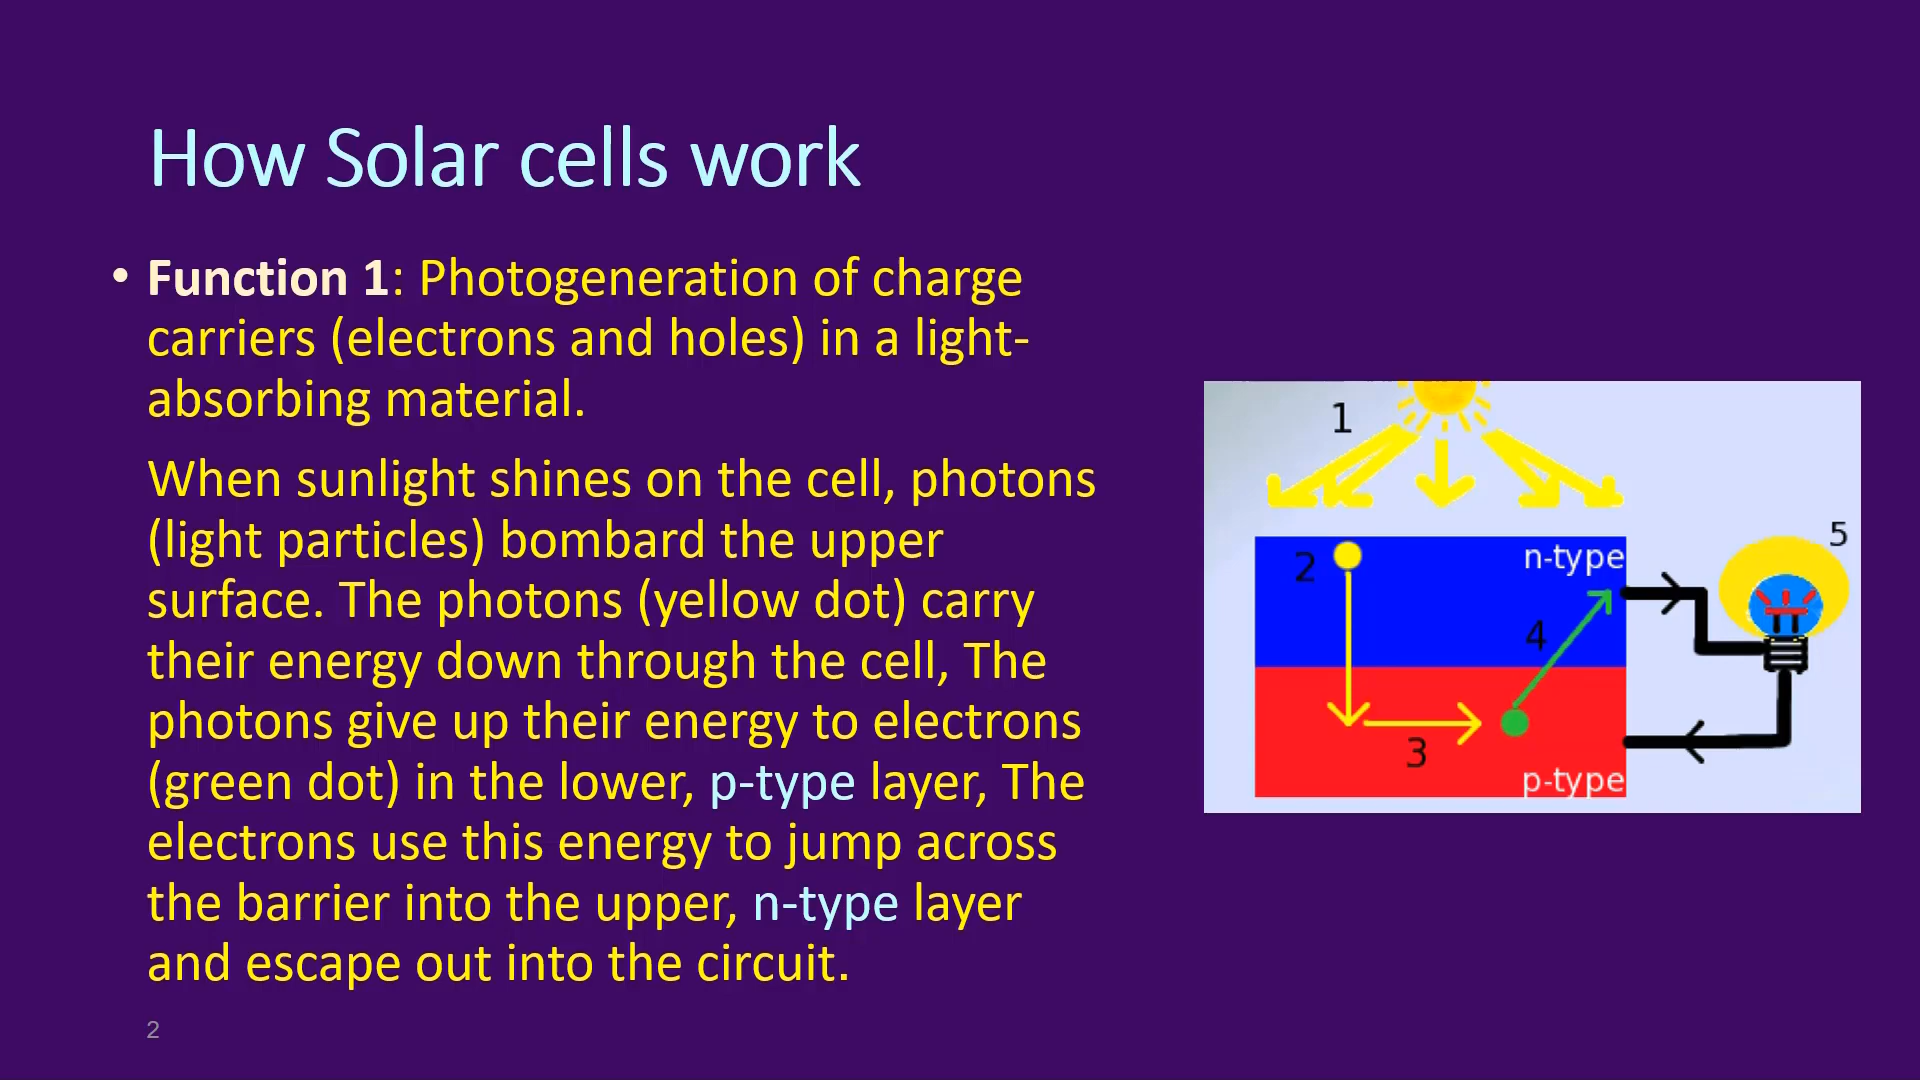 How Solar cells work
• Function 1: Photogeneration of charge
carriers (electrons and holes) in a light-
absorbing material.
When sunlight shines on the cell, photons
(light particles) bombard the upper
surface. The photons (yellow dot) carry
their energy down through the cell, The
photons give up their energy to electrons
(green dot) in the lower, p-type layer, The
electrons use this energy to jump across
the barrier into the upper, n-type layer
and escape out into the circuit.
1
2
n-type
5
4
3
p-type
2